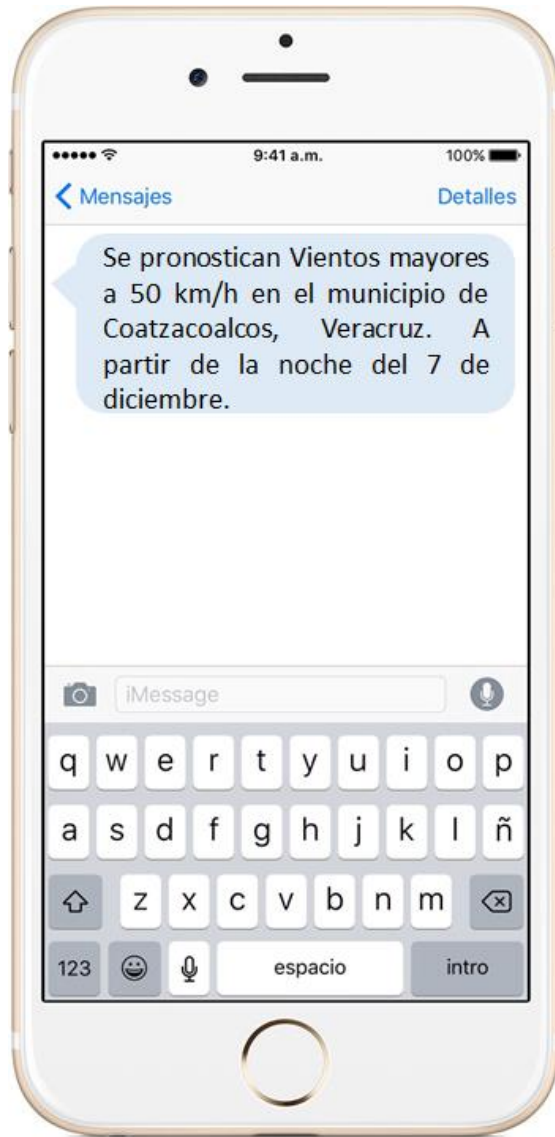 9:41 a.m. 100%
Mensajes Detalles
Se pronostican Vientos mayores
a 50 km/h en el municipio de
Coatzacoalcos, Veracruz. A
partir de la noche del 7 de
diciembre.
iMessage
q w e r t y u i o p
a s d f g h j k l ñ
z x c v b n m
123 espacio intro